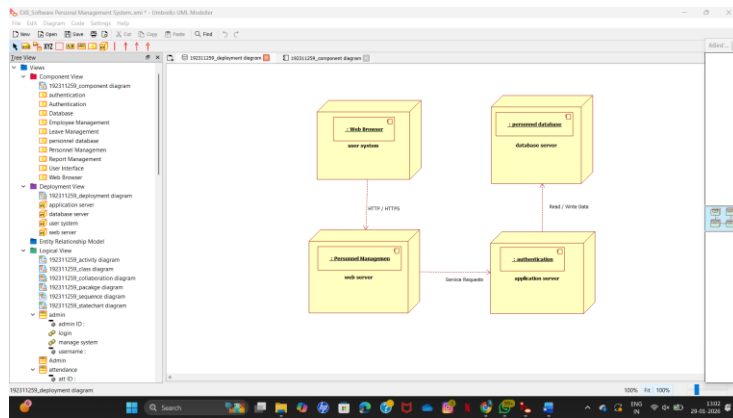 EX8_Software Personal Management System.xmi * - Umbrello UML Modeller
File Edit Diagram Code Settings Help
New Open Save Cut Copy Paste Find
XYZ
Tree View
192311259_deployment diagram
192311259_component diagram
Views
Component View
192311259_component diagram
authentication
Authentication
Database
Employee Management
Leave Management
personnel database
Personnel Managemen
Report Management
User Interface
Web Browser
Deployment View
192311259_deployment diagram
application server
database server
user system
web server
Entity Relationship Model
Logical View
192311259_activity diagram
192311259_class diagram
192311259_collaboration diagram
192311259_pacakge diagram
192311259_sequence diagram
192311259_statechart diagram
admin
admin ID :
login
manage system
username :
Admin
attendance
att ID :
: Web Browser
user system
: personnel database
database server
HTTP / HTTPS
Read / Write Data
: Personnel Managemen
web server
Service Requests
: authentication
application server
192311259_deployment diagram
100% Fit 100%
Search
ENG
IN
13:02
29-01-2026